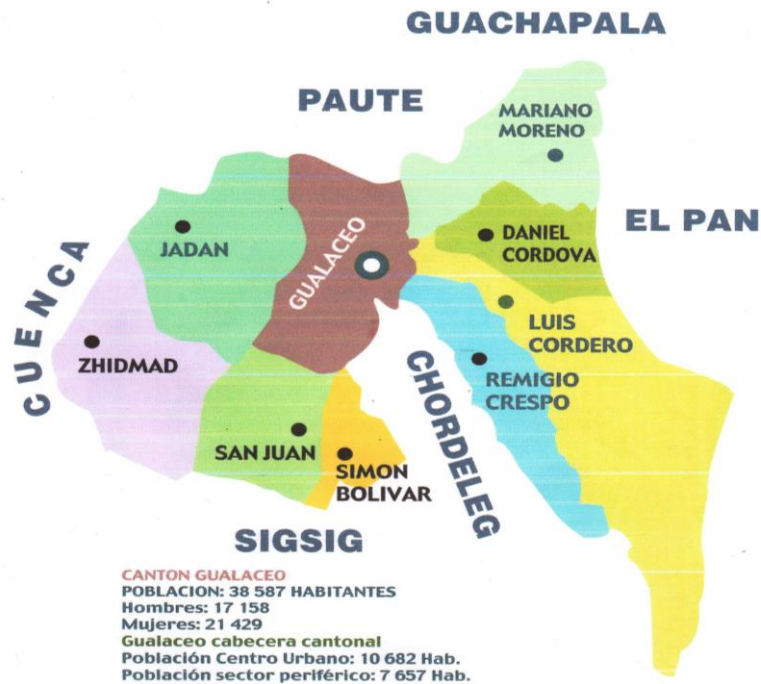 GUACHAPALA
PAUTE
MARIANO
MORENO
EL PAN
DANIEL
CORDOVA
JADAN
GUALACEO
CUENCA
LUIS
CORDERO
ZHIDMAD
REMIGIO
CRESPO
CHORDELEG
SAN JUAN
SIMON
BOLIVAR
SIGSIG
CANTON GUALACEO
POBLACION: 38 587 HABITANTES
Hombres: 17 158
Mujeres: 21 429
Gualaceo cabecera cantonal
Población Centro Urbano: 10 682 Hab.
Población sector periférico: 7 657 Hab.